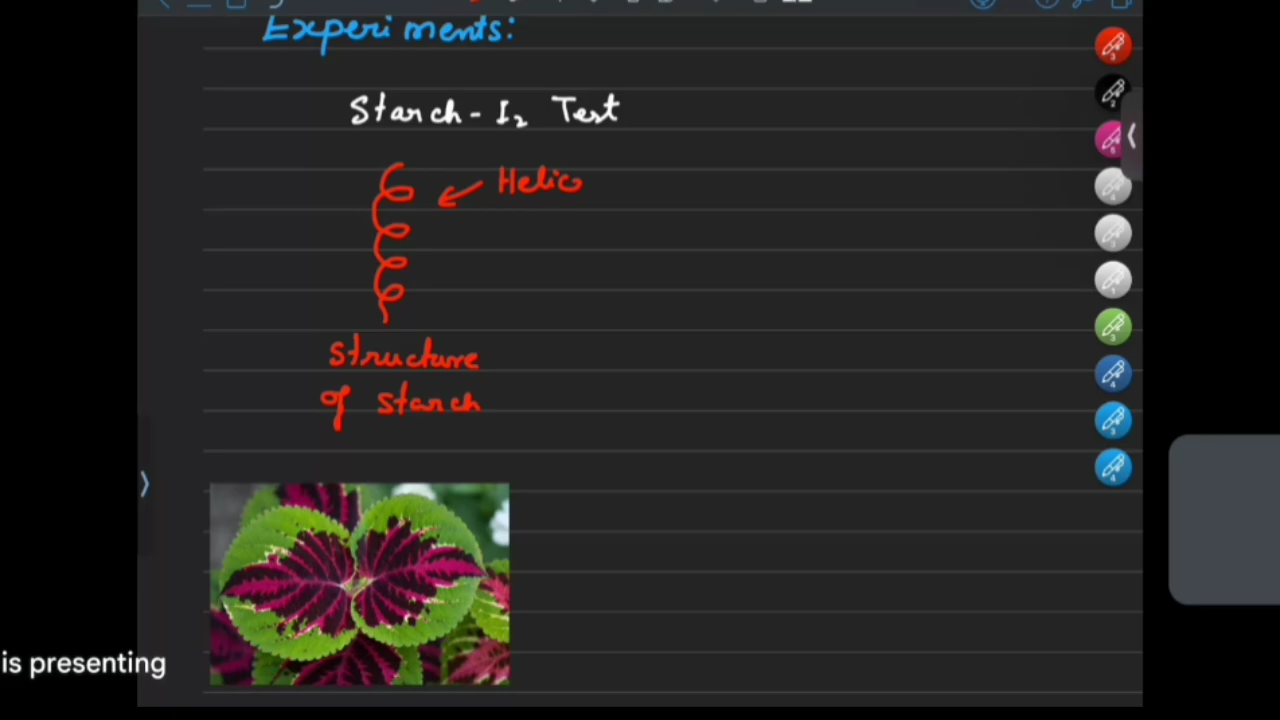 Experiments:
Starch - I₂ Test
Helix
Structure
of starch
is presenting